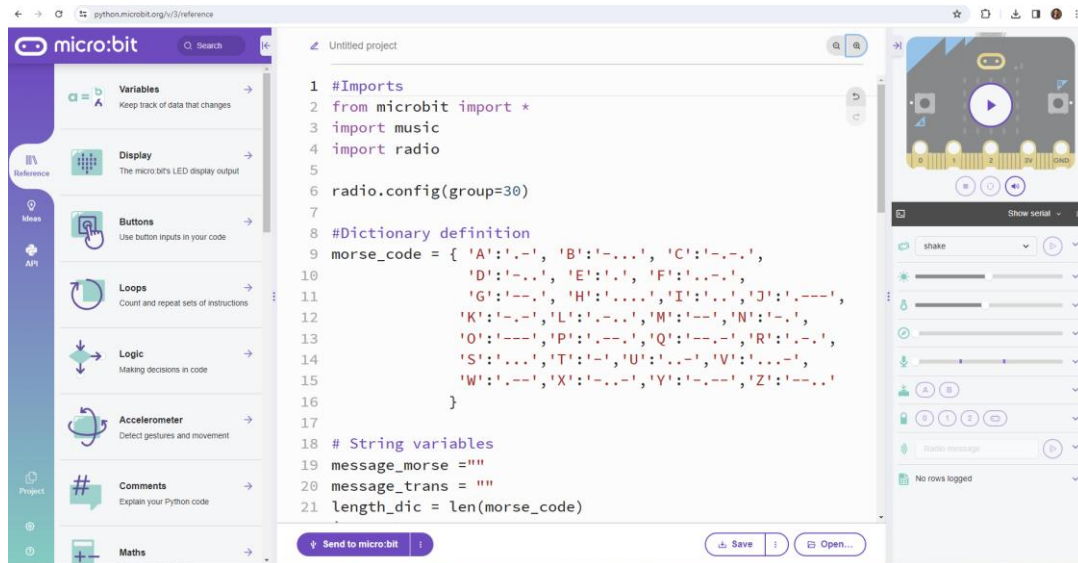 python.microbit.org/v/3/reference
micro:bit
Search
Reference
Ideas
API
Project
Variables
Keep track of data that changes
Display
The micro:bit's LED display output
Buttons
Use button inputs in your code
Loops
Count and repeat sets of instructions
Logic
Making decisions in code
Accelerometer
Detect gestures and movement
Comments
Explain your Python code
Maths
Untitled project
1 #Imports
2 from microbit import *
3 import music
4 import radio
5
6 radio.config(group=30)
7
8 #Dictionary definition
9 morse_code = { 'A':'.-', 'B':'-...', 'C':'-.-.',
10 'D':'-..', 'E':'.', 'F':'..-.',
11 'G':'--.', 'H':'....','I':'..','J':'.---',
12 'K':'-.-','L':'.-..','M':'--','N':'-.',
13 'O':'---','P':'.--.','Q':'--.-','R':'.-.',
14 'S':'...','T':'-','U':'..-','V':'...-',
15 'W':'.--','X':'-..-','Y':'-.--','Z':'--..'
16 }
17
18 # String variables
19 message_morse =""
20 message_trans = ""
21 length_dic = len(morse_code)
Send to micro:bit
Save
Open...
0 1 2 3V GND
Show serial
shake
A B
0 1 2
Radio message
No rows logged